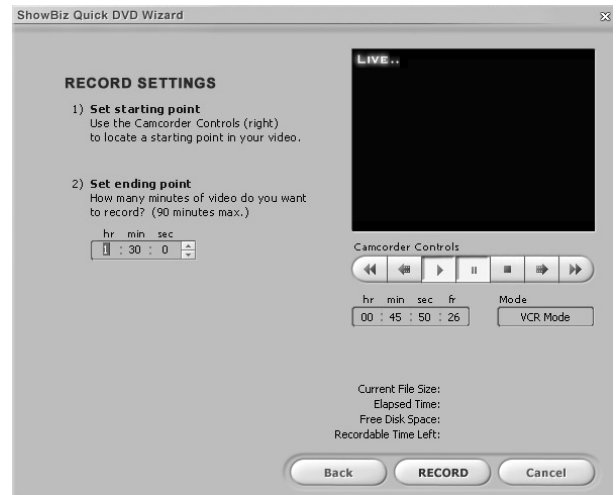 ShowBiz Quick DVD Wizard
RECORD SETTINGS
1) Set starting point
Use the Camcorder Controls (right)
to locate a starting point in your video.
2) Set ending point
How many minutes of video do you want
to record? (90 minutes max.)
hr min sec
1 : 30 : 0
LIVE..
Camcorder Controls
hr min sec fr
00 : 45 : 50 : 26
Mode
VCR Mode
Current File Size:
Elapsed Time:
Free Disk Space:
Recordable Time Left:
Back
RECORD
Cancel